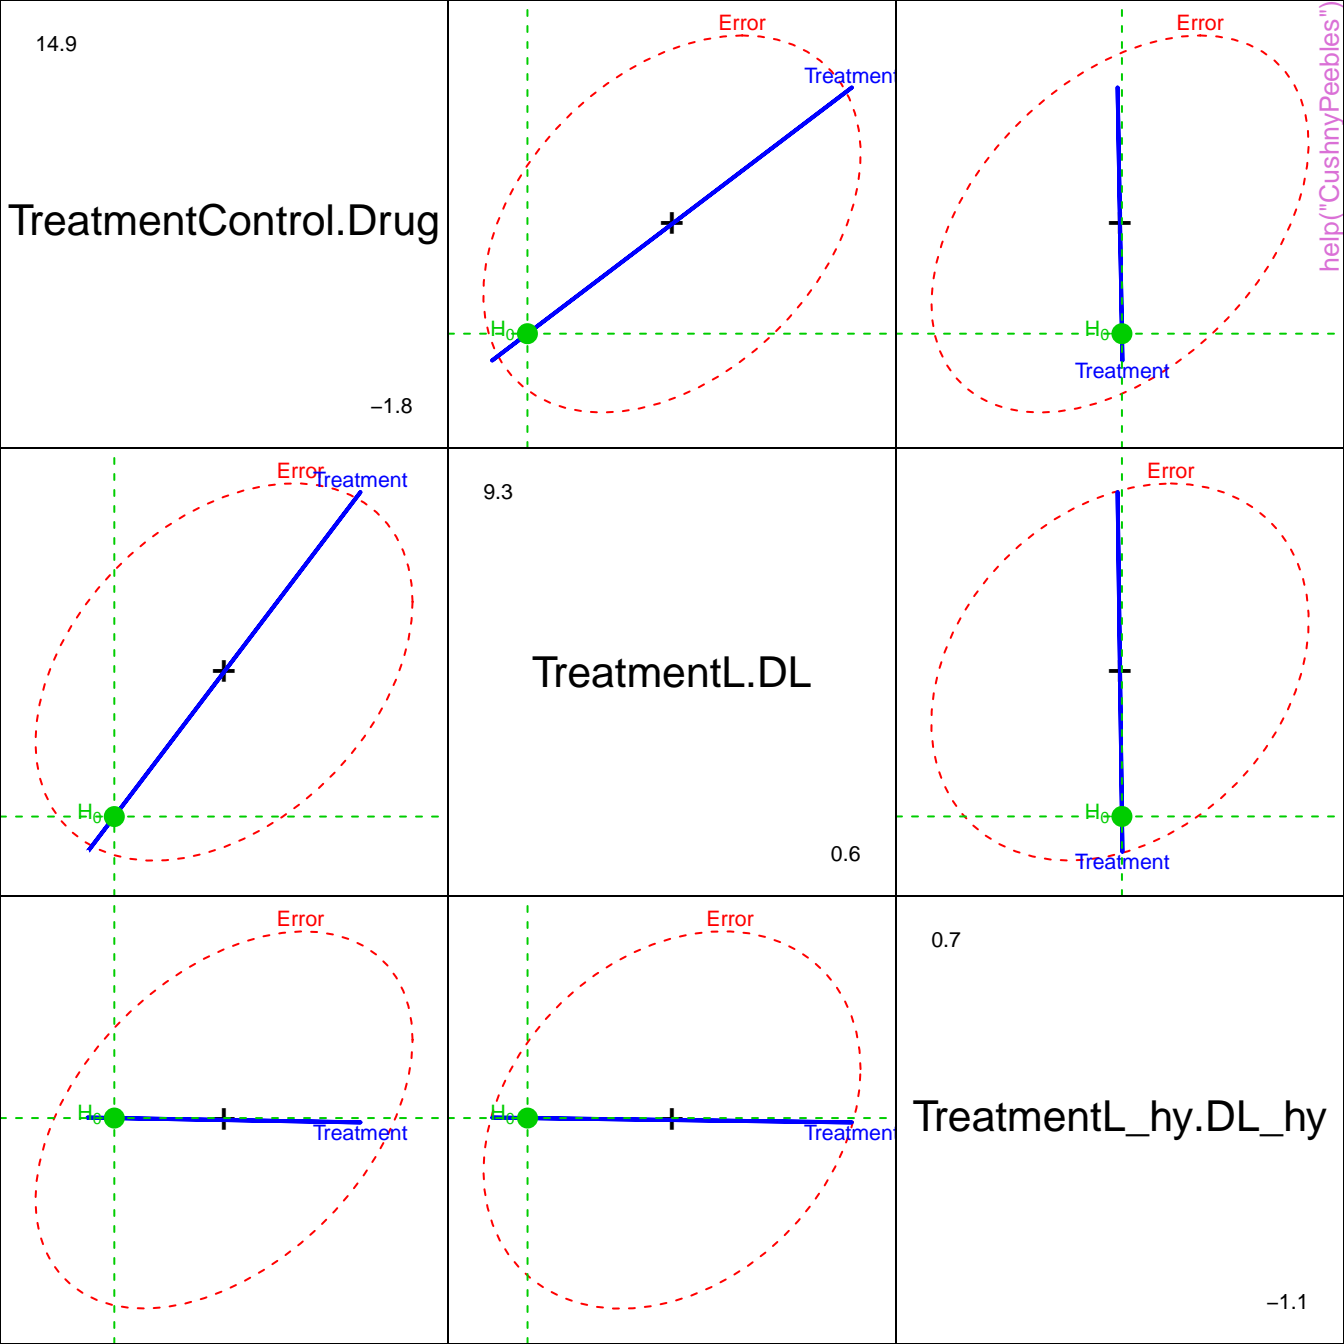 14.9
TreatmentControl.Drug
−1.8
Error
Treatment
H0
Error
H0
Treatment
help("CushnyPeebles")
Error
Treatment
H0
9.3
TreatmentL.DL
0.6
Error
H0
Treatment
Error
H0
Treatment
Error
H0
Treatment
0.7
TreatmentL_hy.DL_hy
−1.1